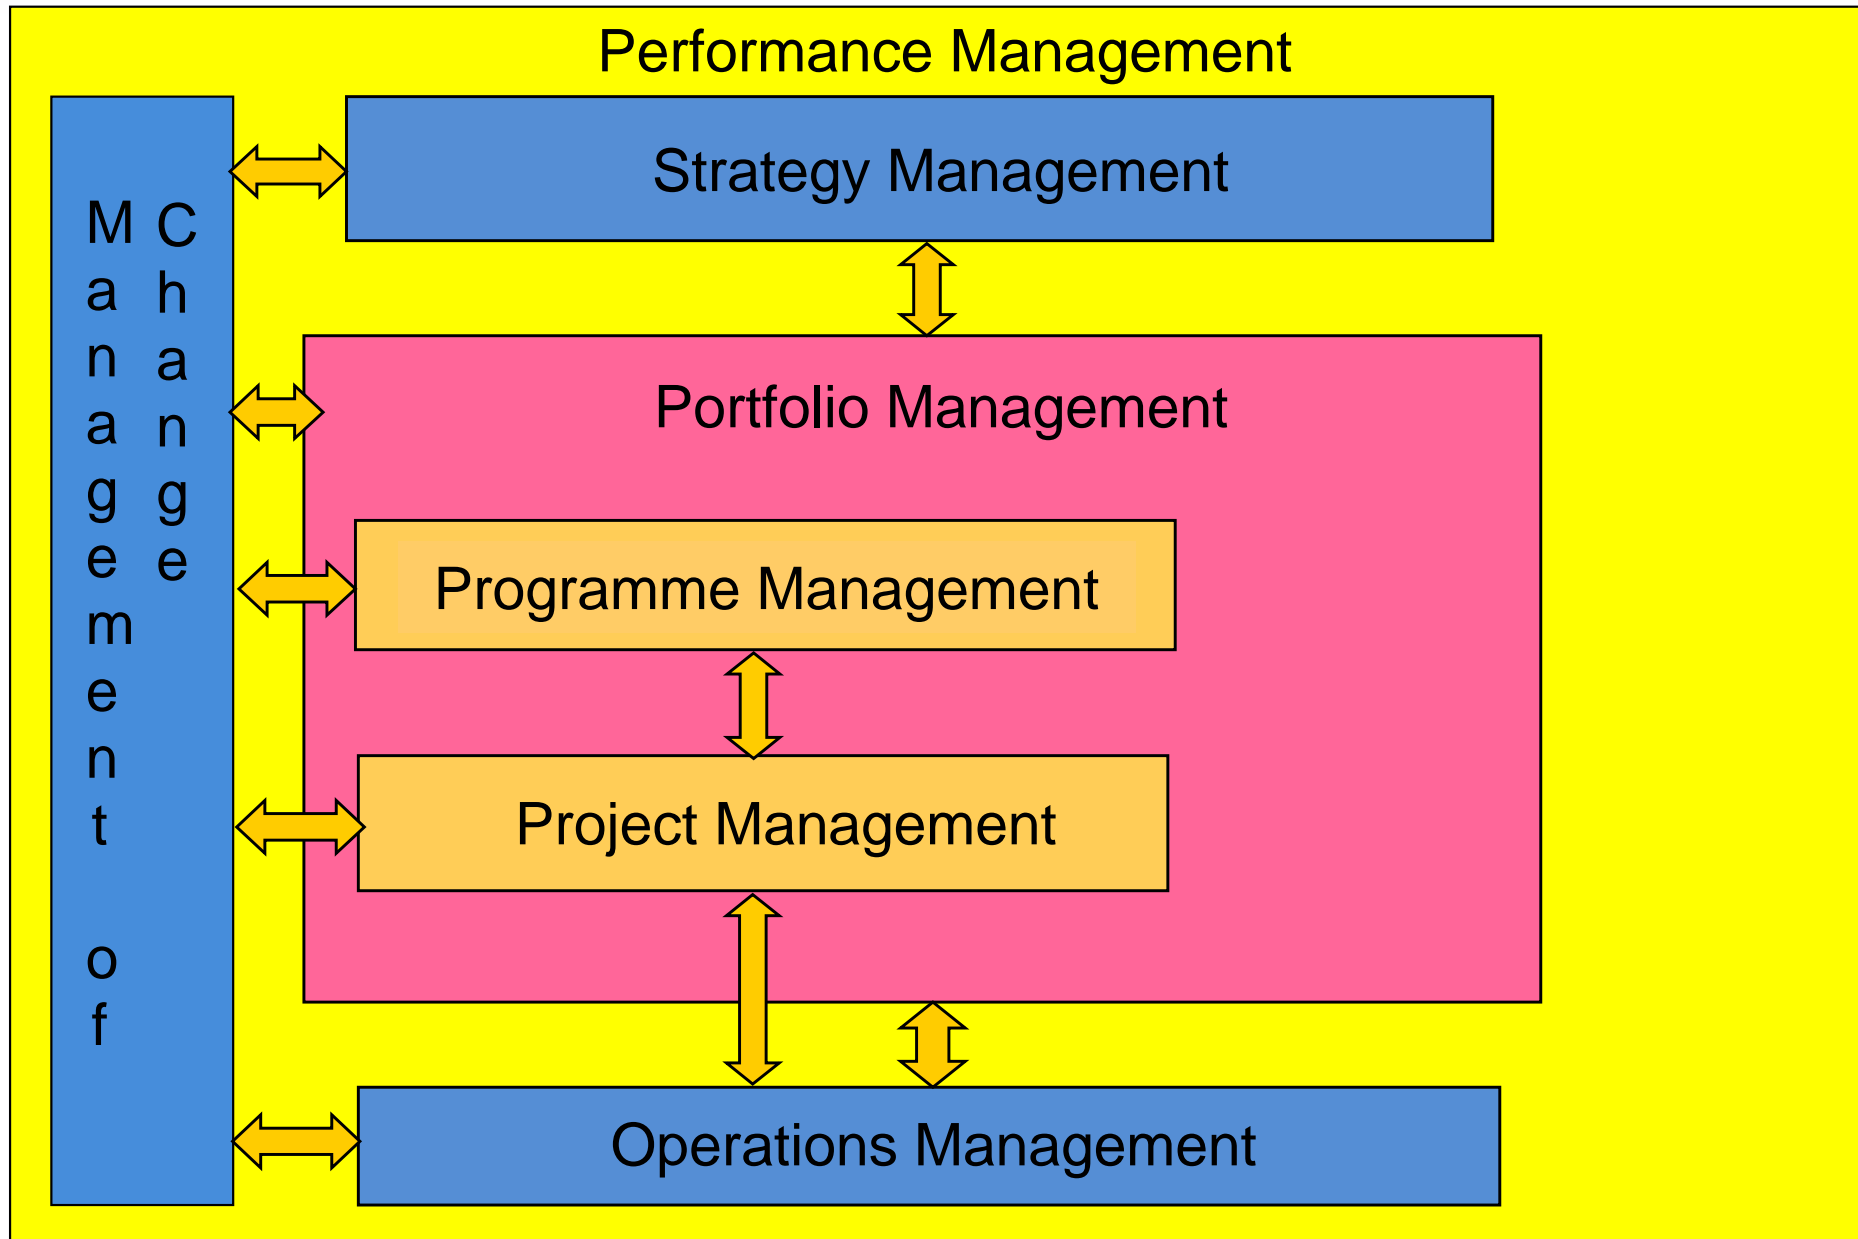 Performance Management
Strategy Management
Management of
Change
Portfolio Management
Programme Management
Project Management
Operations Management